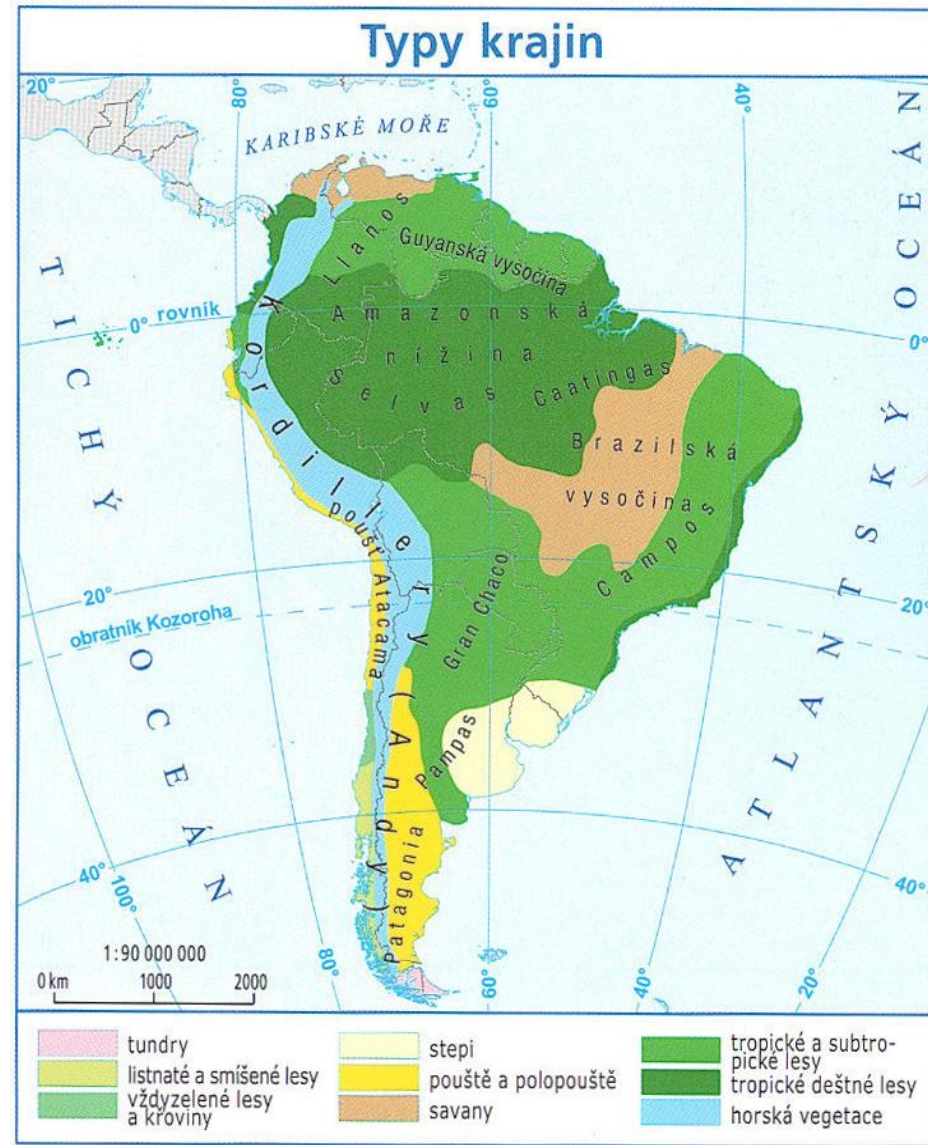 Typy krajin
20°
80°
60°
40°
KARIBSKÉ MOŘE
TICHÝ OCEÁN
ATLANTSKÝ OCEÁN
Llanos
Guyanská vysočina
rovník
0°
0°
Amazonská
nížina
Selvas
Caatingas
Brazilská
vysočina
Campos
Kordillery (Andy)
poušť Atacama
Gran Chaco
20°
20°
obratník Kozoroha
Pampas
Patagonia
40°
100°
40°
80°
60°
40°
20°
1:90 000 000
0 km 1000 2000
tundry
listnaté a smíšené lesy
vždyzelené lesy
a křoviny
stepi
pouště a polopouště
savany
tropické a subtro-
pické lesy
tropické deštné lesy
horská vegetace